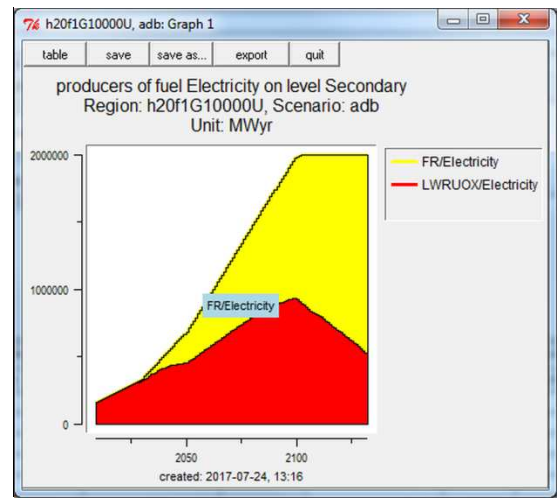 h20f1G10000U, adb: Graph 1
table save save as... export quit
producers of fuel Electricity on level Secondary
Region: h20f1G10000U, Scenario: adb
Unit: MWyr
2000000
1000000
0
FR/Electricity
LWRUOX/Electricity
FR/Electricity
2050 2100
created: 2017-07-24, 13:16